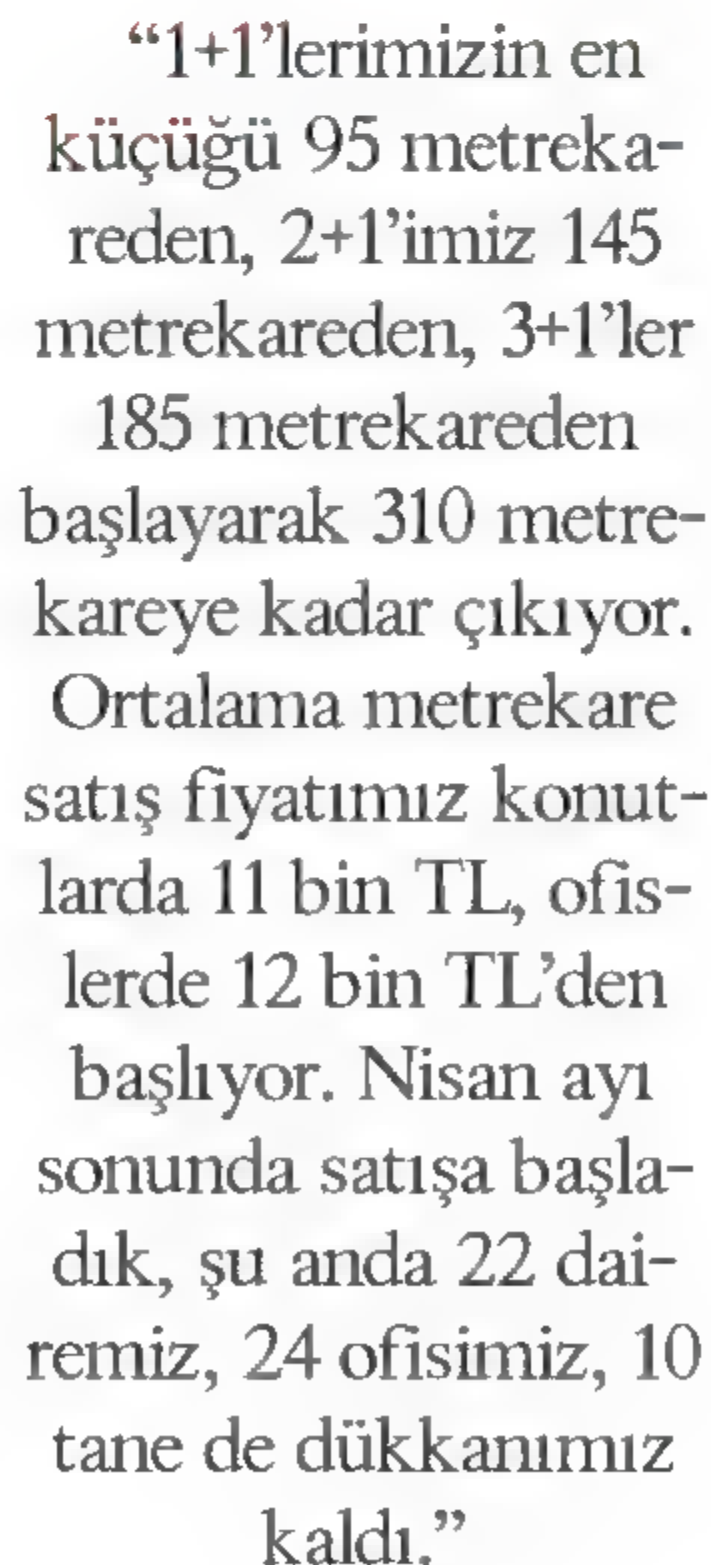 “1+1’lerimizin en
küçüğü 95 metreka-
reden, 2+1’imiz 145
metrekareden, 3+1’ler
185 metrekareden
başlayarak 310 metre-
kareye kadar çıkıyor.
Ortalama metrekare
satış fiyatımız konut-
larda 11 bin TL, ofis-
lerde 12 bin TL’den
başlıyor. Nisan ayı
sonunda satışa başla-
dık, şu anda 22 dai-
remiz, 24 ofisimiz, 10
tane de dükkanımız
kaldı.”